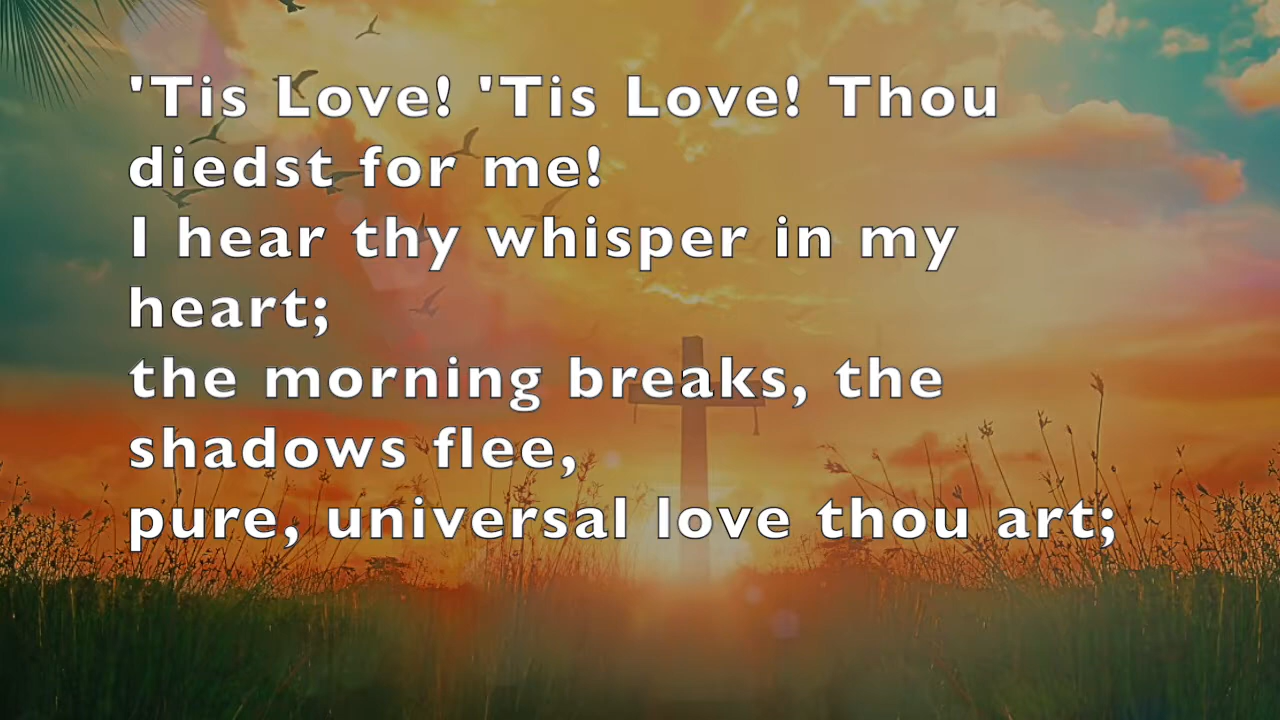 'Tis Love! 'Tis Love! Thou
diedst for me!
I hear thy whisper in my
heart;
the morning breaks, the
shadows flee,
pure, universal love thou art;